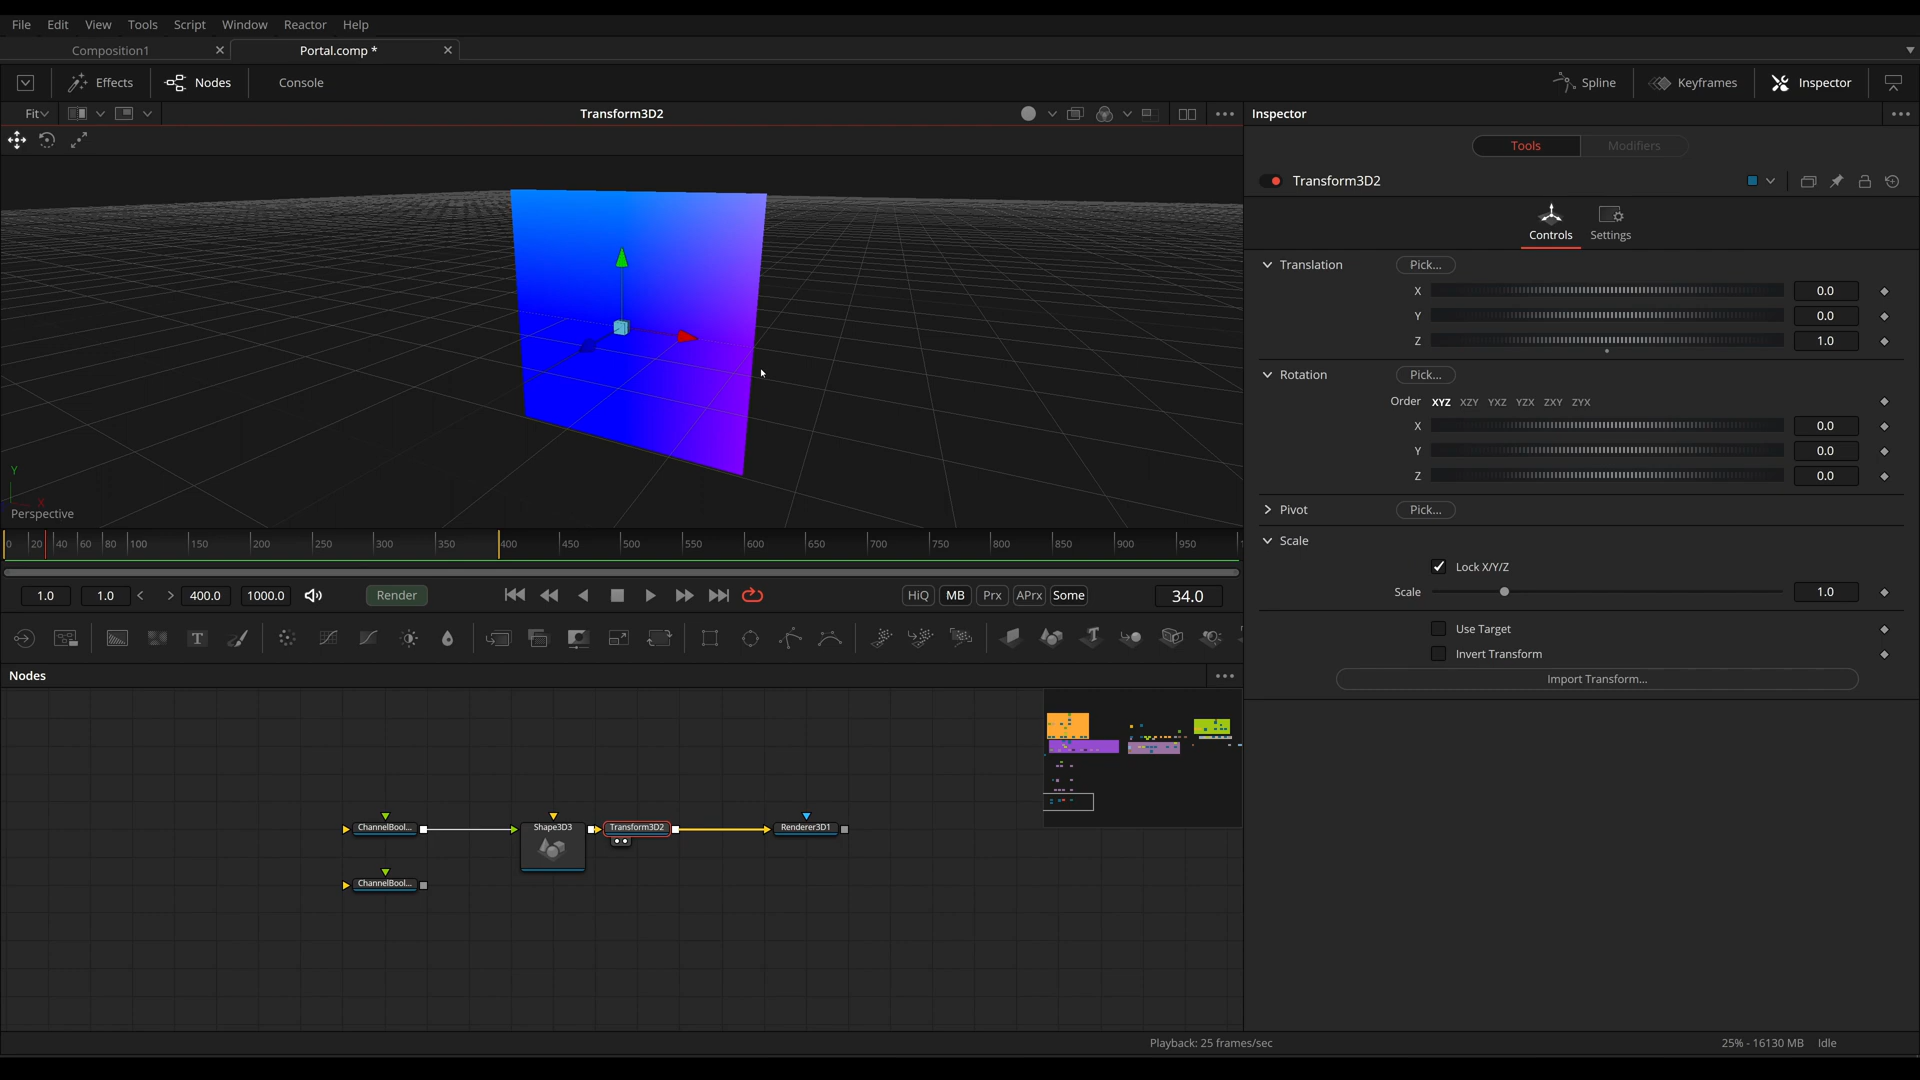 File Edit View Tools Script Window Reactor Help
Composition1 Portal.comp *
Effects Nodes Console Spline Keyframes Inspector
Fit Transform3D2 Inspector
Tools Modifiers
Transform3D2
Controls Settings
Translation Pick...
X 0.0
Y 0.0
Z 1.0
Rotation Pick...
Order XYZ XZY YXZ YZX ZXY ZYX
X 0.0
Y 0.0
Z 0.0
Pivot Pick...
Scale
Lock X/Y/Z
Scale 1.0
Use Target
Invert Transform
Import Transform...
Y
X
Perspective
0 20 40 60 80 100 150 200 250 300 350 400 450 500 550 600 650 700 750 800 850 900 950
1.0 1.0 400.0 1000.0 Render HiQ MB Prx APrx Some 34.0
Nodes
ChannelBool... Shape3D3 Transform3D2 Renderer3D1
ChannelBool...
Playback: 25 frames/sec 25% - 16130 MB Idle